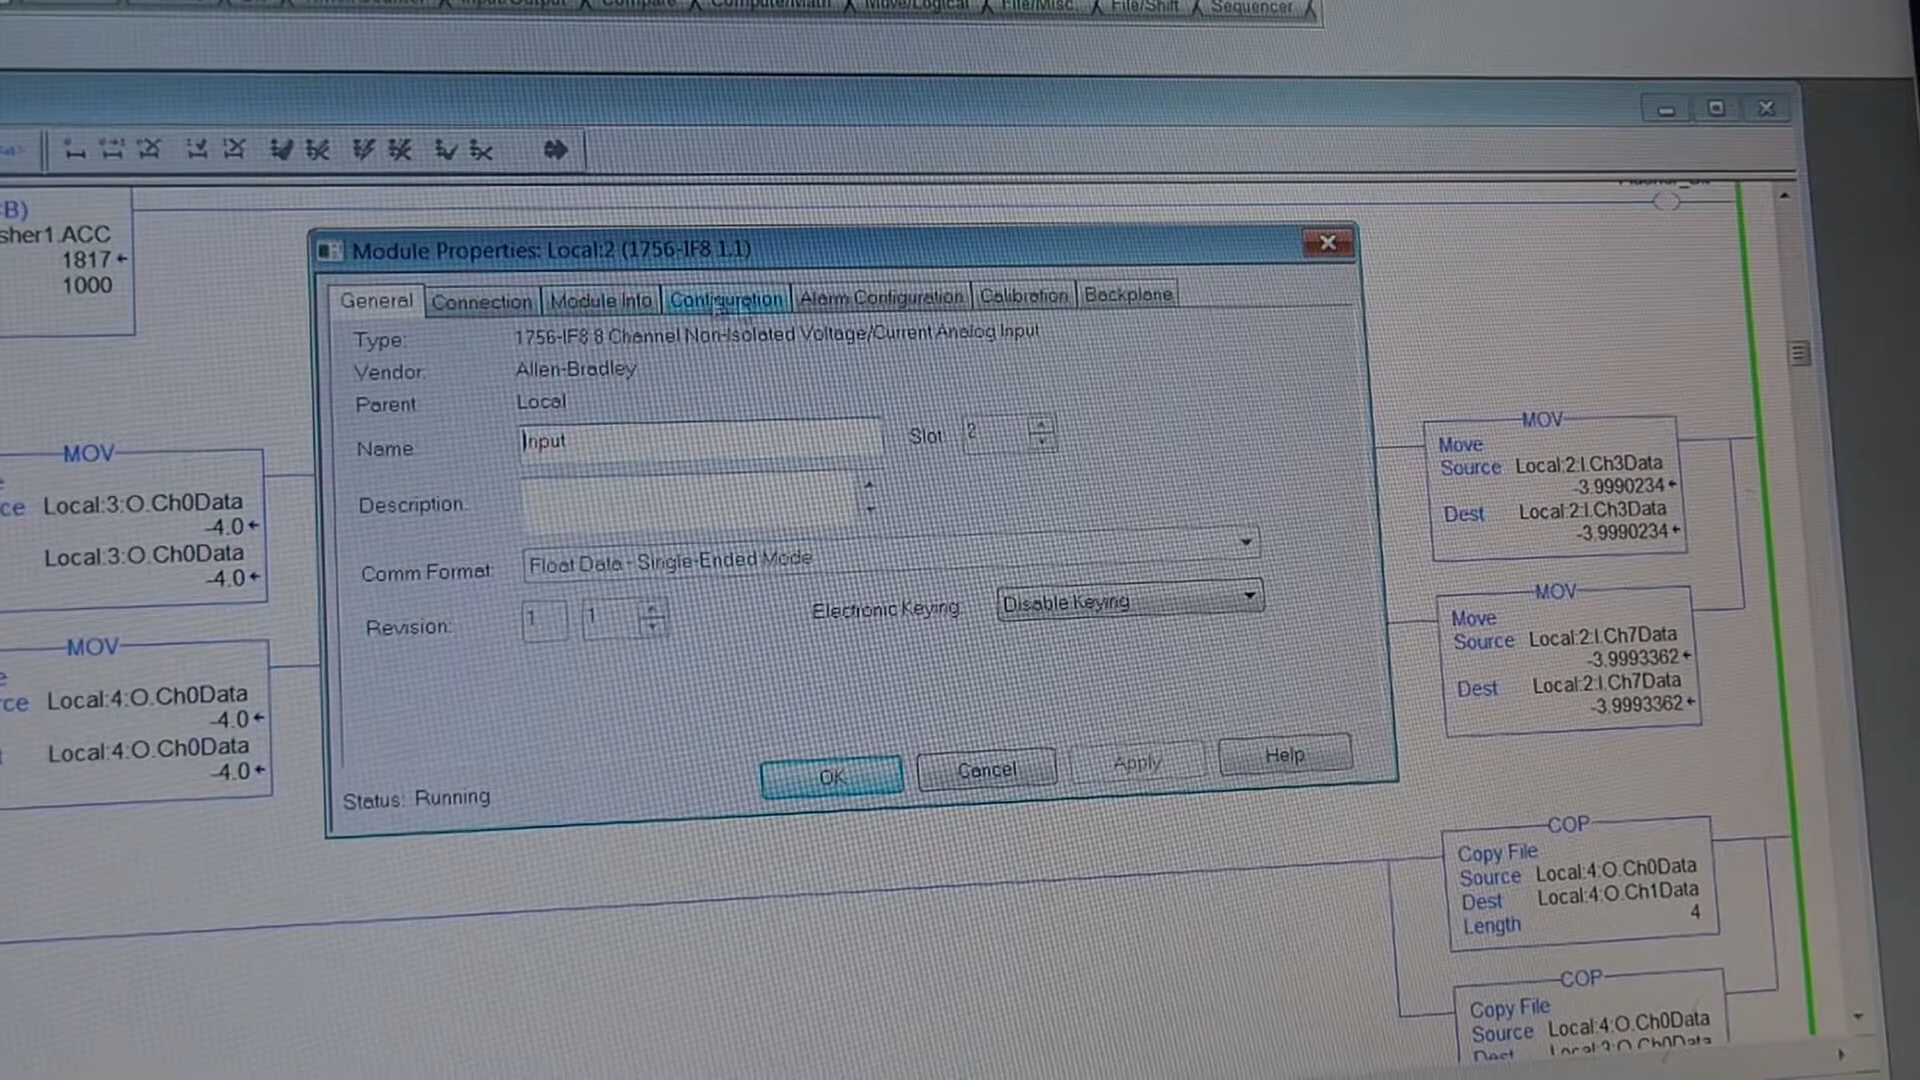 Input/Output
Compare
Compute/Math
Move/Logical
File/Misc.
File/Shift
Sequencer
B)
sher1.ACC
1817
1000
Module Properties: Local:2 (1756-IF8 1.1)
General
Connection
Module Info
Configuration
Alarm Configuration
Calibration
Backplane
Type:
1756-IF8 8 Channel Non-Isolated Voltage/Current Analog Input
Vendor:
Allen-Bradley
Parent:
Local
Name:
Input
Slot:
2
Description:
Comm Format:
Float Data - Single-Ended Mode
Revision:
1
1
Electronic Keying:
Disable Keying
OK
Cancel
Apply
Help
Status: Running
MOV
ce Local:3:O.Ch0Data
-4.0
Local:3:O.Ch0Data
-4.0
MOV
ce Local:4:O.Ch0Data
-4.0
Local:4:O.Ch0Data
-4.0
MOV
Move
Source Local:2:I.Ch3Data
-3.9990234
Dest Local:2:I.Ch3Data
-3.9990234
MOV
Move
Source Local:2:I.Ch7Data
-3.9993362
Dest Local:2:I.Ch7Data
-3.9993362
COP
Copy File
Source Local:4:O.Ch0Data
Dest Local:4:O.Ch1Data
Length 4
COP
Copy File
Source Local:4:O.Ch0Data
Dest